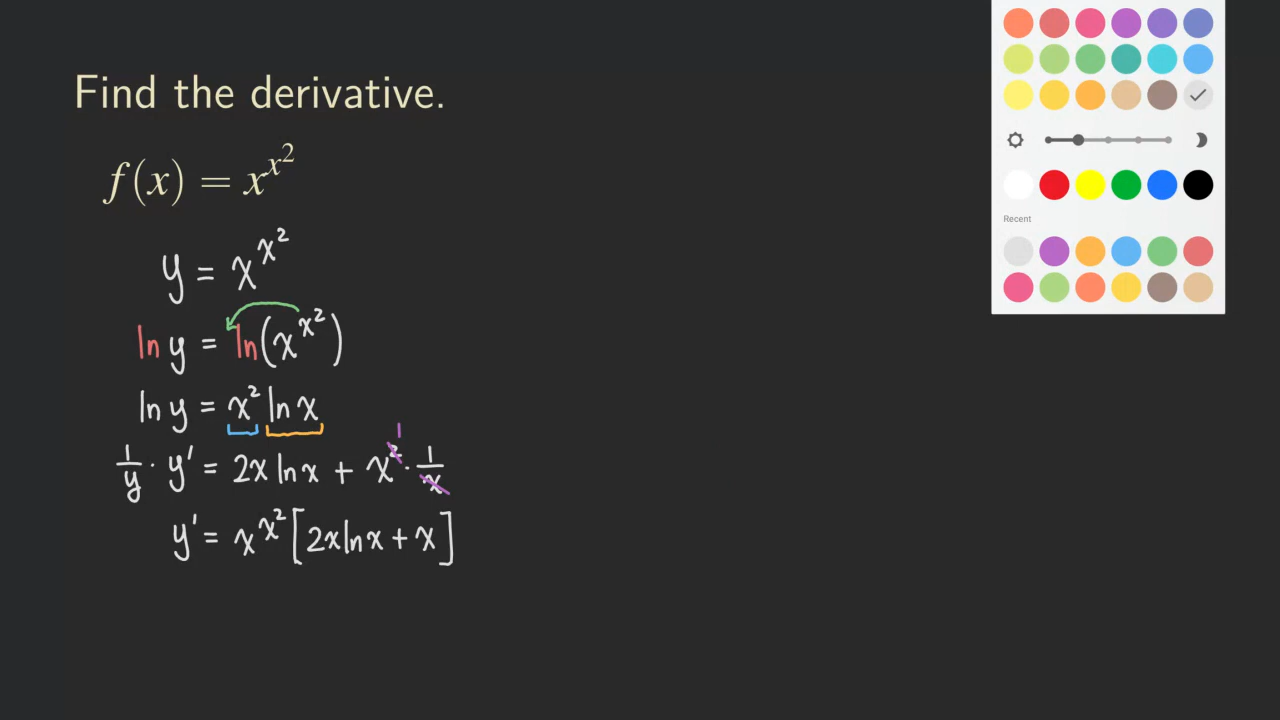 Find the derivative.
f(x) = x^{x^2}
y = x^{x^2}
ln y = ln(x^{x^2})
ln y = x^2 ln x
1/y · y' = 2x ln x + x^2 · 1/x
1
y' = x^{x^2} [2x ln x + x]
Recent